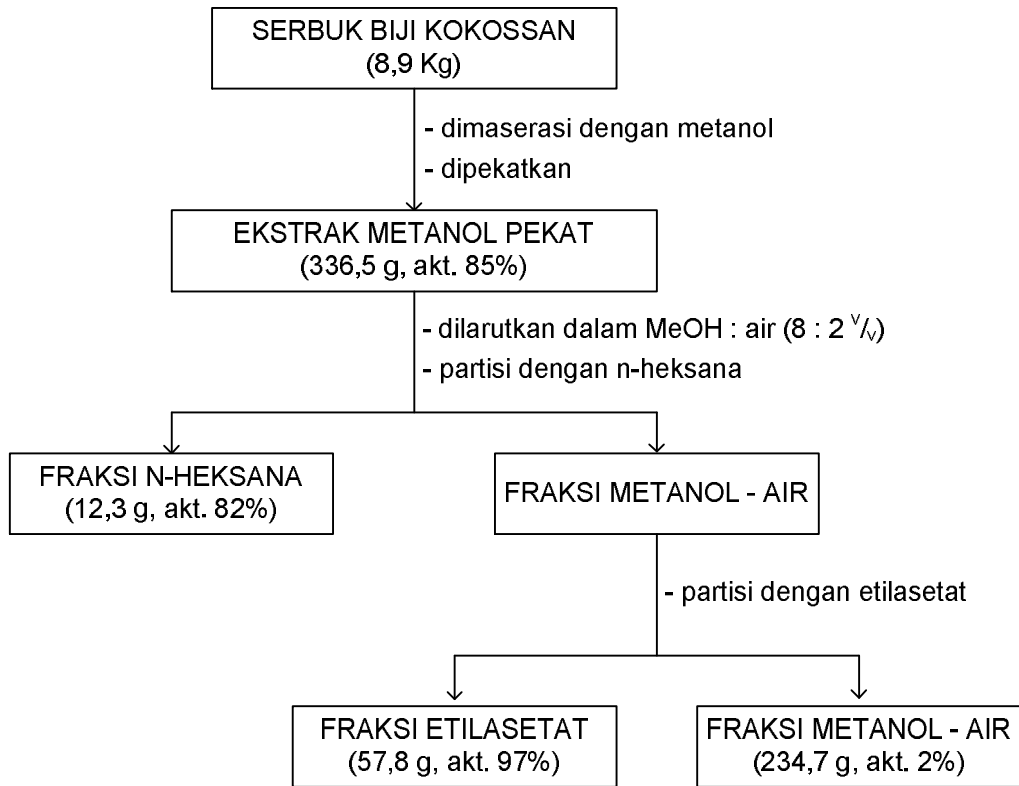 SERBUK BIJI KOKOSSAN
(8,9 Kg)
- dimaserasi dengan metanol
- dipekatkan
EKSTRAK METANOL PEKAT
(336,5 g, akt. 85%)
- dilarutkan dalam MeOH : air (8 : 2 v/v)
- partisi dengan n-heksana
FRAKSI N-HEKSANA
(12,3 g, akt. 82%)
FRAKSI METANOL - AIR
- partisi dengan etilasetat
FRAKSI ETILASETAT
(57,8 g, akt. 97%)
FRAKSI METANOL - AIR
(234,7 g, akt. 2%)